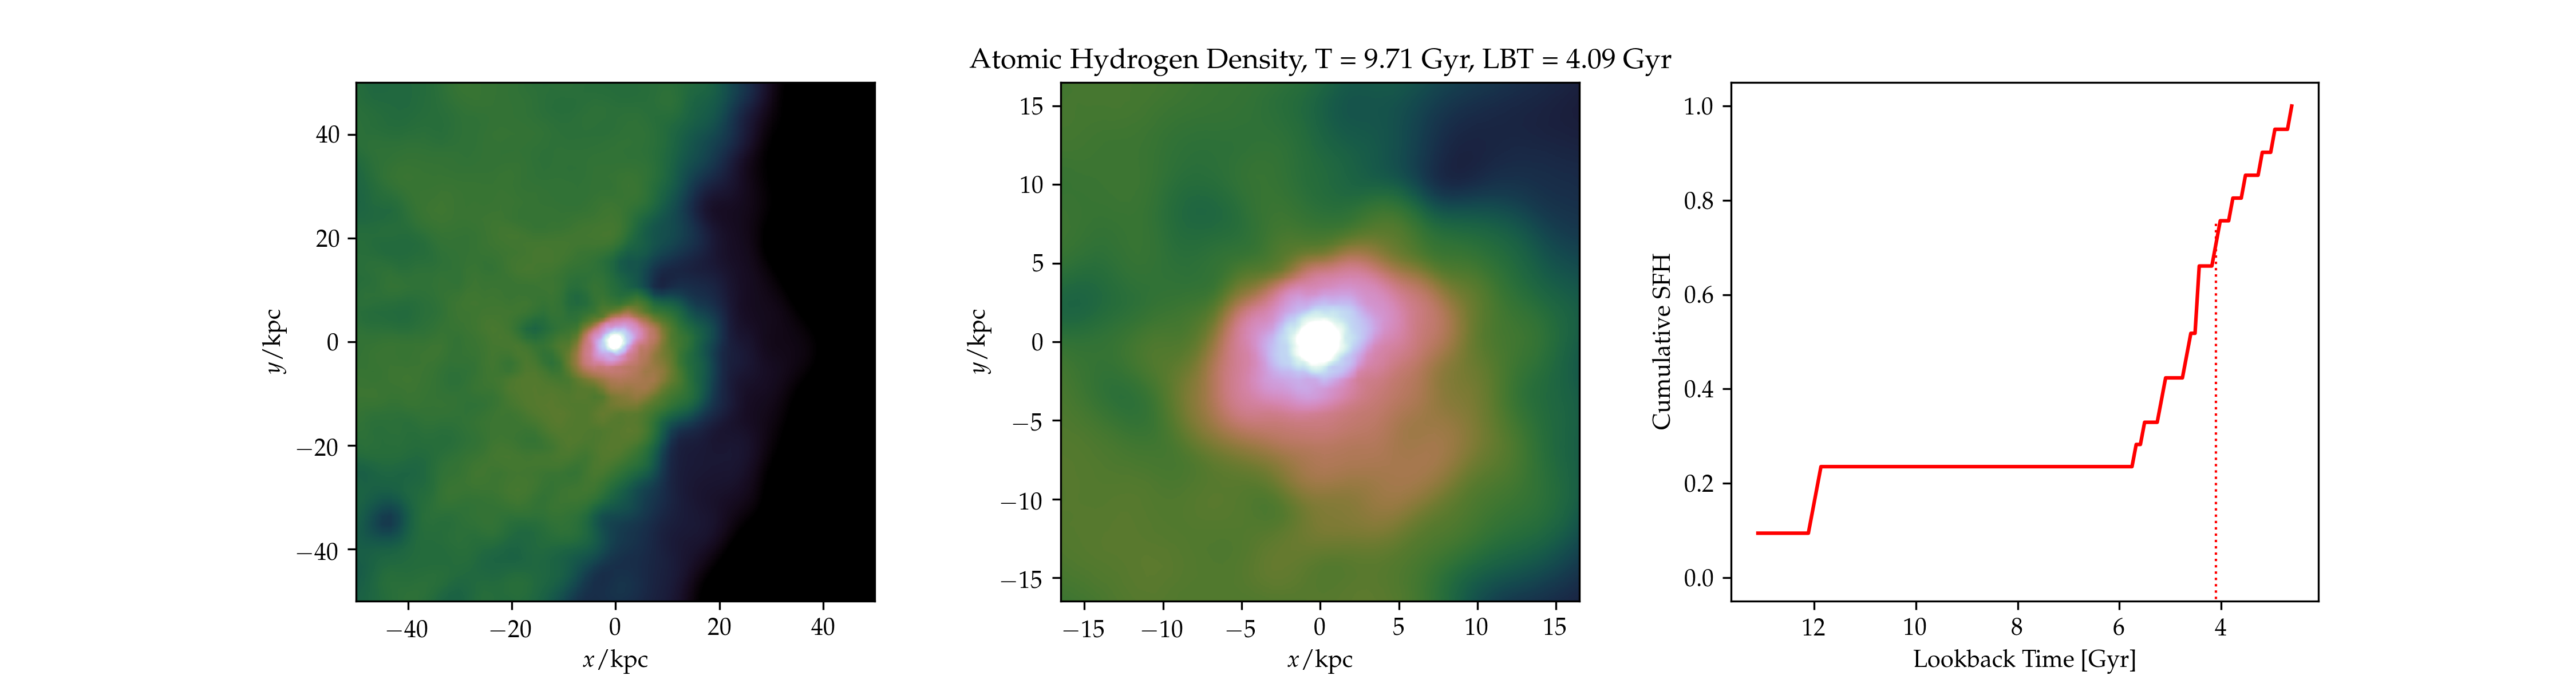 Atomic Hydrogen Density, T = 9.71 Gyr, LBT = 4.09 Gyr
40
20
0
−20
−40
y/kpc
−40 −20 0 20 40
x/kpc
15
10
5
0
−5
−10
−15
y/kpc
−15 −10 −5 0 5 10 15
x/kpc
1.0
0.8
0.6
0.4
0.2
0.0
Cumulative SFH
12 10 8 6 4
Lookback Time [Gyr]